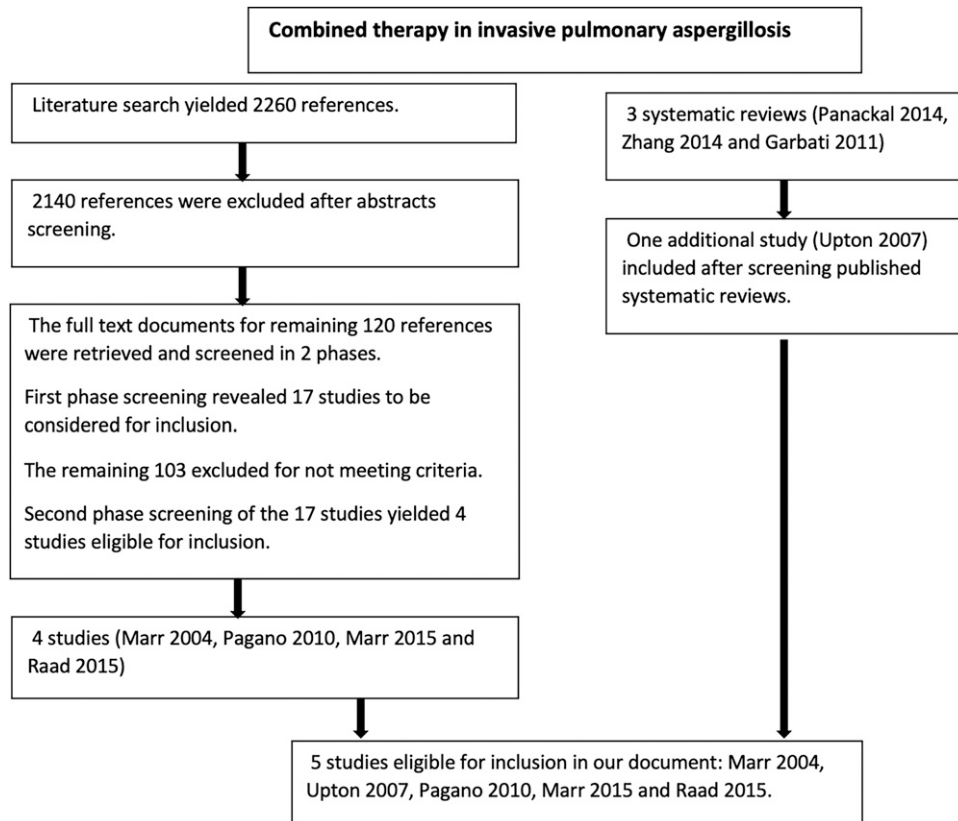 Combined therapy in invasive pulmonary aspergillosis
Literature search yielded 2260 references.
2140 references were excluded after abstracts
screening.
The full text documents for remaining 120 references
were retrieved and screened in 2 phases.
First phase screening revealed 17 studies to be
considered for inclusion.
The remaining 103 excluded for not meeting criteria.
Second phase screening of the 17 studies yielded 4
studies eligible for inclusion.
4 studies (Marr 2004, Pagano 2010, Marr 2015 and
Raad 2015)
3 systematic reviews (Panackal 2014,
Zhang 2014 and Garbati 2011)
One additional study (Upton 2007)
included after screening published
systematic reviews.
5 studies eligible for inclusion in our document: Marr 2004,
Upton 2007, Pagano 2010, Marr 2015 and Raad 2015.